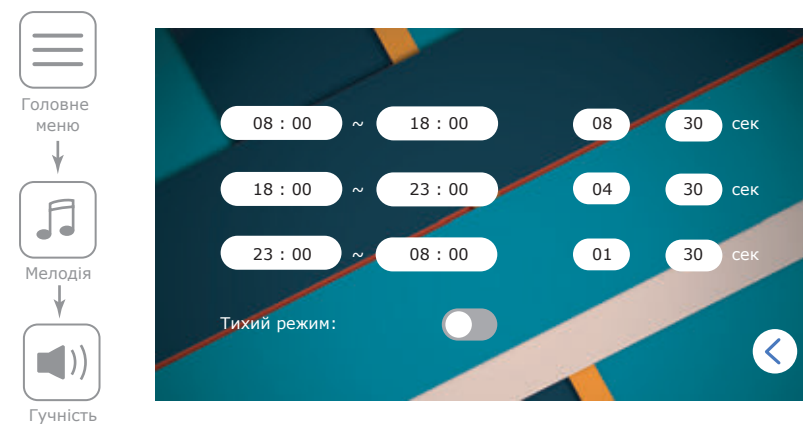 Головне
меню
Мелодія
Гучність
08 : 00 ~ 18 : 00 08 30 сек
18 : 00 ~ 23 : 00 04 30 сек
23 : 00 ~ 08 : 00 01 30 сек
Тихий режим: